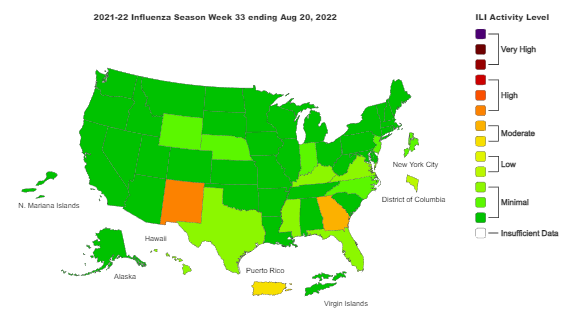 2021-22 Influenza Season Week 33 ending Aug 20, 2022
ILI Activity Level
Very High
High
Moderate
Low
Minimal
Insufficient Data
New York City
District of Columbia
N. Mariana Islands
Hawaii
Alaska
Puerto Rico
Virgin Islands